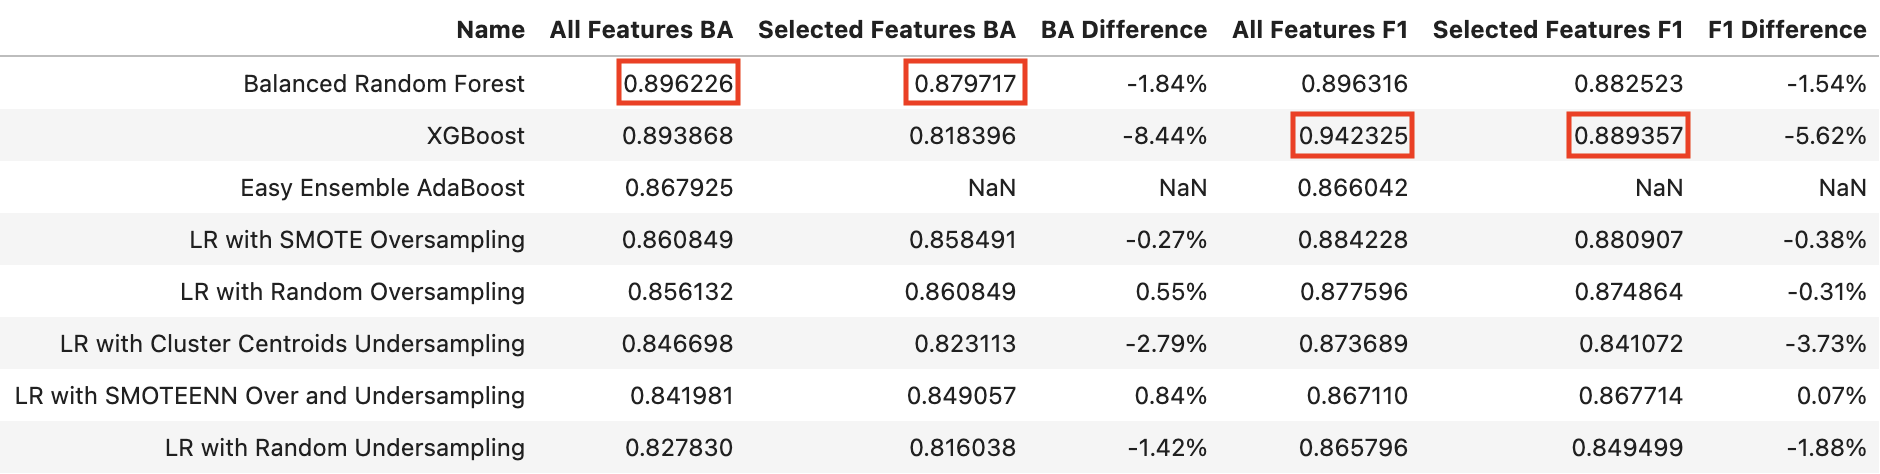 Name All Features BA Selected Features BA BA Difference All Features F1 Selected Features F1 F1 Difference
Balanced Random Forest 0.896226 0.879717 -1.84% 0.896316 0.882523 -1.54%
XGBoost 0.893868 0.818396 -8.44% 0.942325 0.889357 -5.62%
Easy Ensemble AdaBoost 0.867925 NaN NaN 0.866042 NaN NaN
LR with SMOTE Oversampling 0.860849 0.858491 -0.27% 0.884228 0.880907 -0.38%
LR with Random Oversampling 0.856132 0.860849 0.55% 0.877596 0.874864 -0.31%
LR with Cluster Centroids Undersampling 0.846698 0.823113 -2.79% 0.873689 0.841072 -3.73%
LR with SMOTEENN Over and Undersampling 0.841981 0.849057 0.84% 0.867110 0.867714 0.07%
LR with Random Undersampling 0.827830 0.816038 -1.42% 0.865796 0.849499 -1.88%